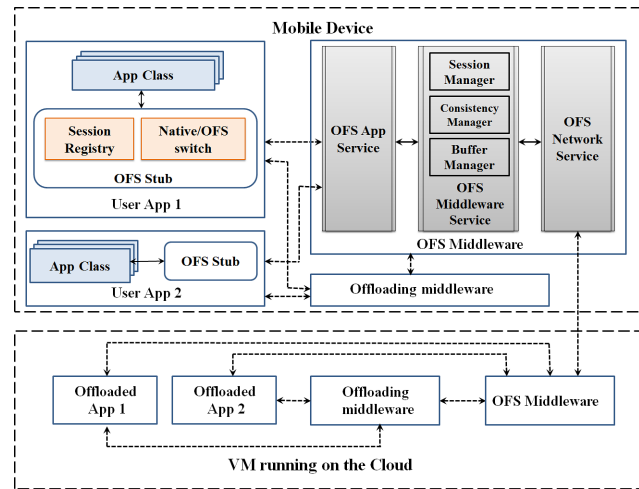 Mobile Device
App Class
Session
Registry
Native/OFS
switch
OFS Stub
User App 1
App Class
OFS Stub
User App 2
OFS App
Service
Session
Manager
Consistency
Manager
Buffer
Manager
OFS
Middleware
Service
OFS
Network
Service
OFS Middleware
Offloading middleware
Offloaded
App 1
Offloaded
App 2
Offloading
middleware
OFS Middleware
VM running on the Cloud